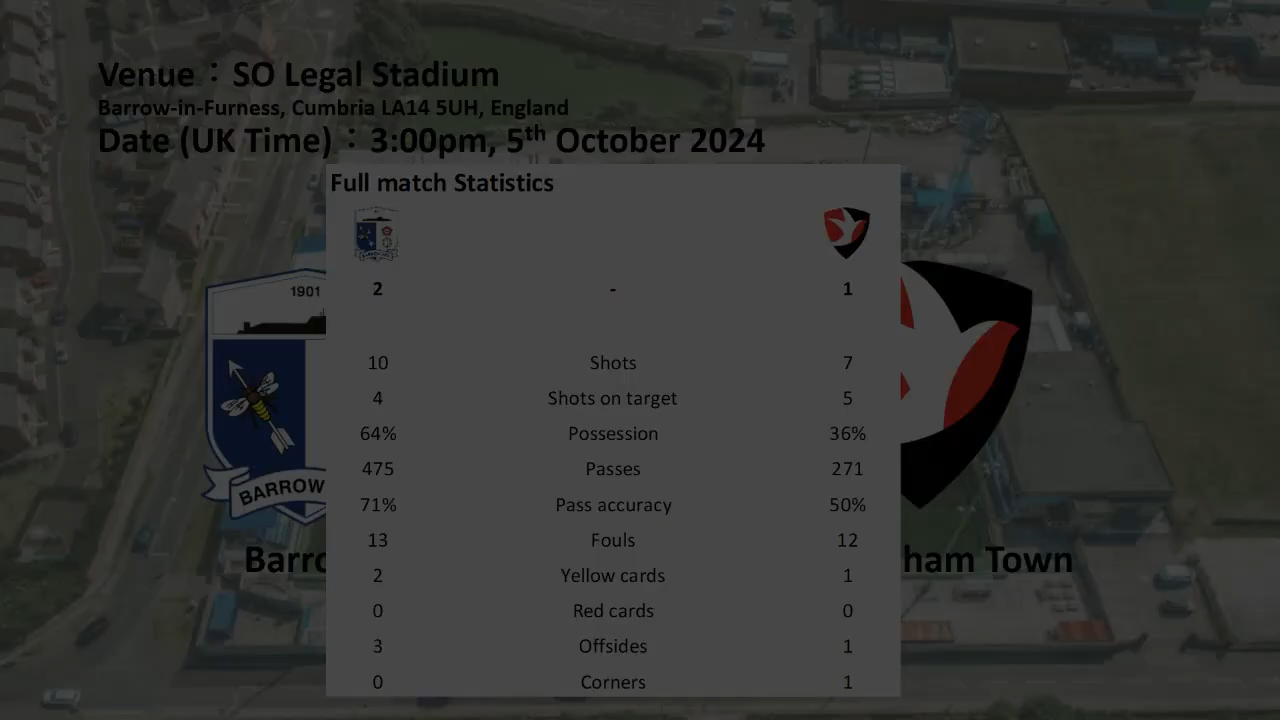 Venue：SO Legal Stadium
Barrow-in-Furness, Cumbria LA14 5UH, England
Date (UK Time)：3:00pm, 5th October 2024
Full match Statistics
2 - 1
10 Shots 7
4 Shots on target 5
64% Possession 36%
475 Passes 271
71% Pass accuracy 50%
13 Fouls 12
2 Yellow cards 1
0 Red cards 0
3 Offsides 1
0 Corners 1
1901
BARROW
Barro
ham Town